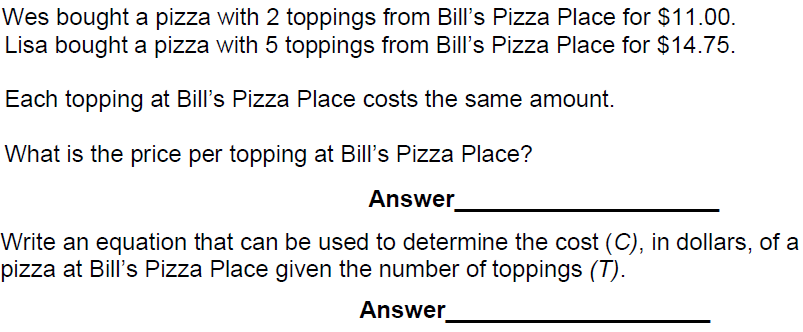 Wes bought a pizza with 2 toppings from Bill’s Pizza Place for $11.00.
Lisa bought a pizza with 5 toppings from Bill’s Pizza Place for $14.75.
Each topping at Bill’s Pizza Place costs the same amount.
What is the price per topping at Bill’s Pizza Place?
Answer____________________
Write an equation that can be used to determine the cost (C), in dollars, of a
pizza at Bill’s Pizza Place given the number of toppings (T).
Answer____________________